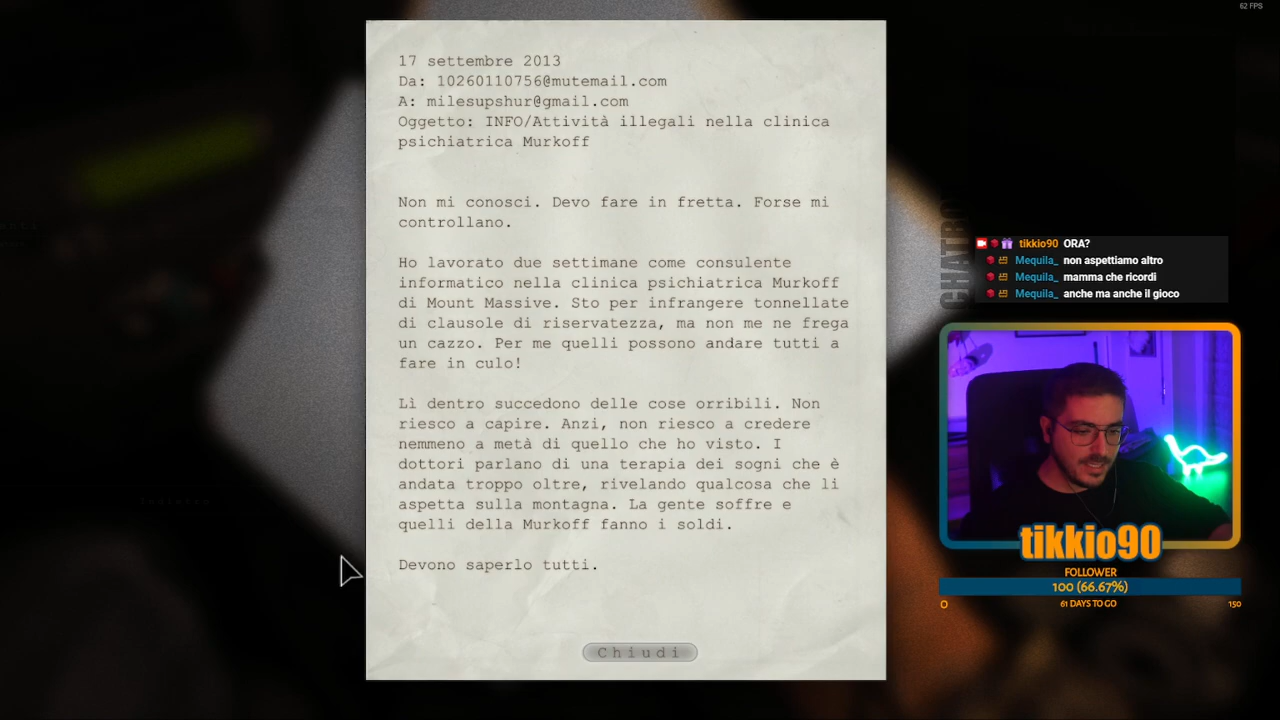 62 FPS
17 settembre 2013
Da: 10260110756@mutemail.com
A: milesupshur@gmail.com
Oggetto: INFO/Attività illegali nella clinica
psichiatrica Murkoff
Non mi conosci. Devo fare in fretta. Forse mi
controllano.
Ho lavorato due settimane come consulente
informatico nella clinica psichiatrica Murkoff
di Mount Massive. Sto per infrangere tonnellate
di clausole di riservatezza, ma non me ne frega
un cazzo. Per me quelli possono andare tutti a
fare in culo!
Lì dentro succedono delle cose orribili. Non
riesco a capire. Anzi, non riesco a credere
nemmeno a metà di quello che ho visto. I
dottori parlano di una terapia dei sogni che è
andata troppo oltre, rivelando qualcosa che li
aspetta sulla montagna. La gente soffre e
quelli della Murkoff fanno i soldi.
Devono saperlo tutti.
Chiudi
tikkio90 ORA?
Mequila_ non aspettiamo altro
Mequila_ mamma che ricordi
Mequila_ anche ma anche il gioco
tikkio90
FOLLOWER
100 (66.67%)
0 61 DAYS TO GO 150